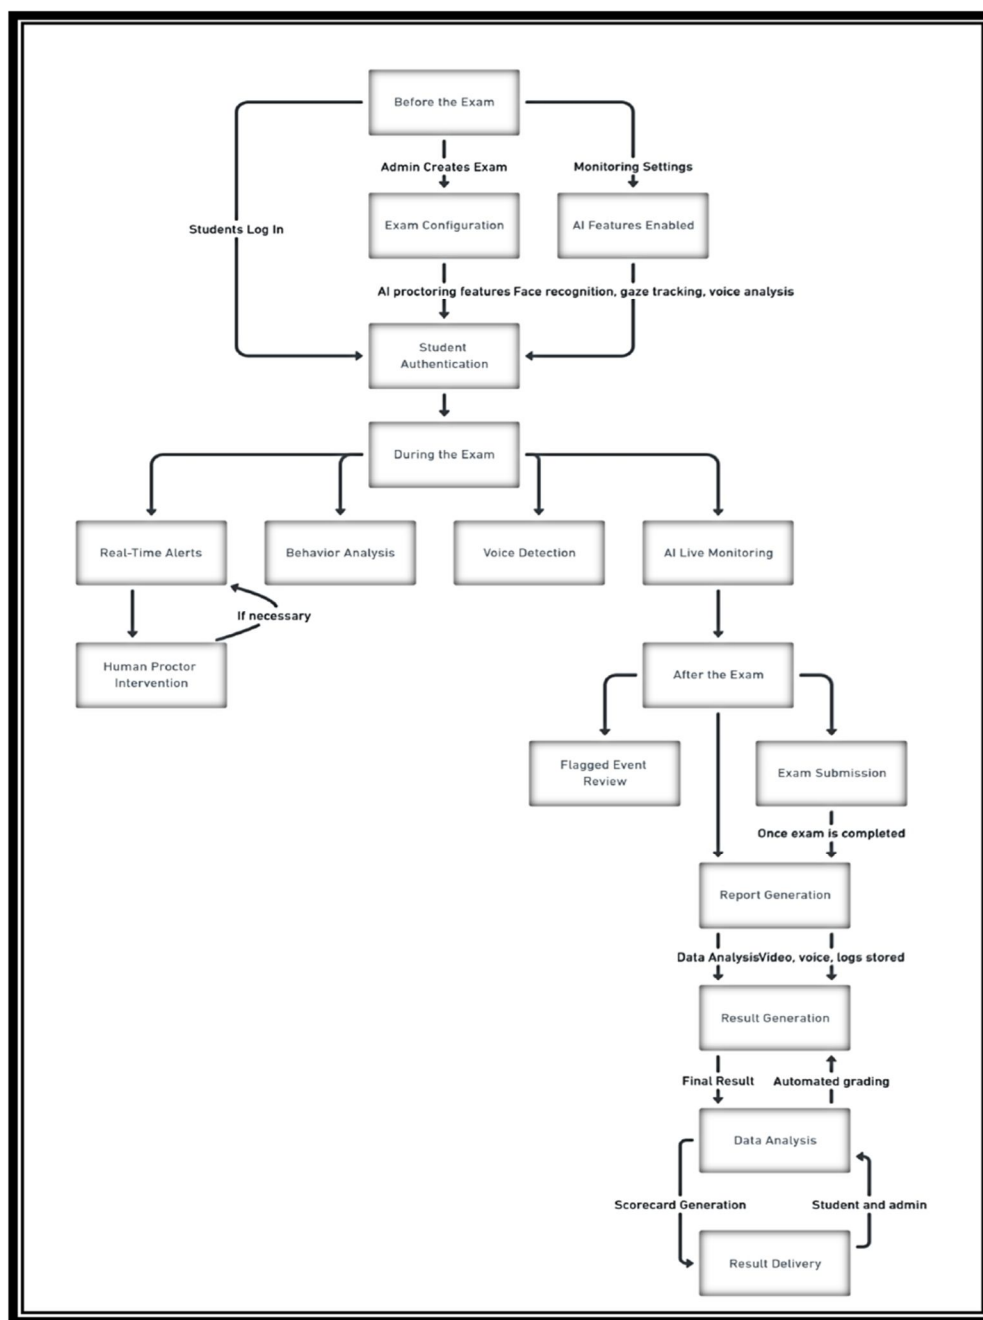 Before the Exam
Admin Creates Exam
Monitoring Settings
Students Log In
Exam Configuration
AI Features Enabled
AI proctoring features Face recognition, gaze tracking, voice analysis
Student
Authentication
During the Exam
Real-Time Alerts
Behavior Analysis
Voice Detection
AI Live Monitoring
If necessary
Human Proctor
Intervention
After the Exam
Flagged Event
Review
Exam Submission
Once exam is completed
Report Generation
Data AnalysisVideo, voice, logs stored
Result Generation
Final Result
Automated grading
Data Analysis
Scorecard Generation
Student and admin
Result Delivery